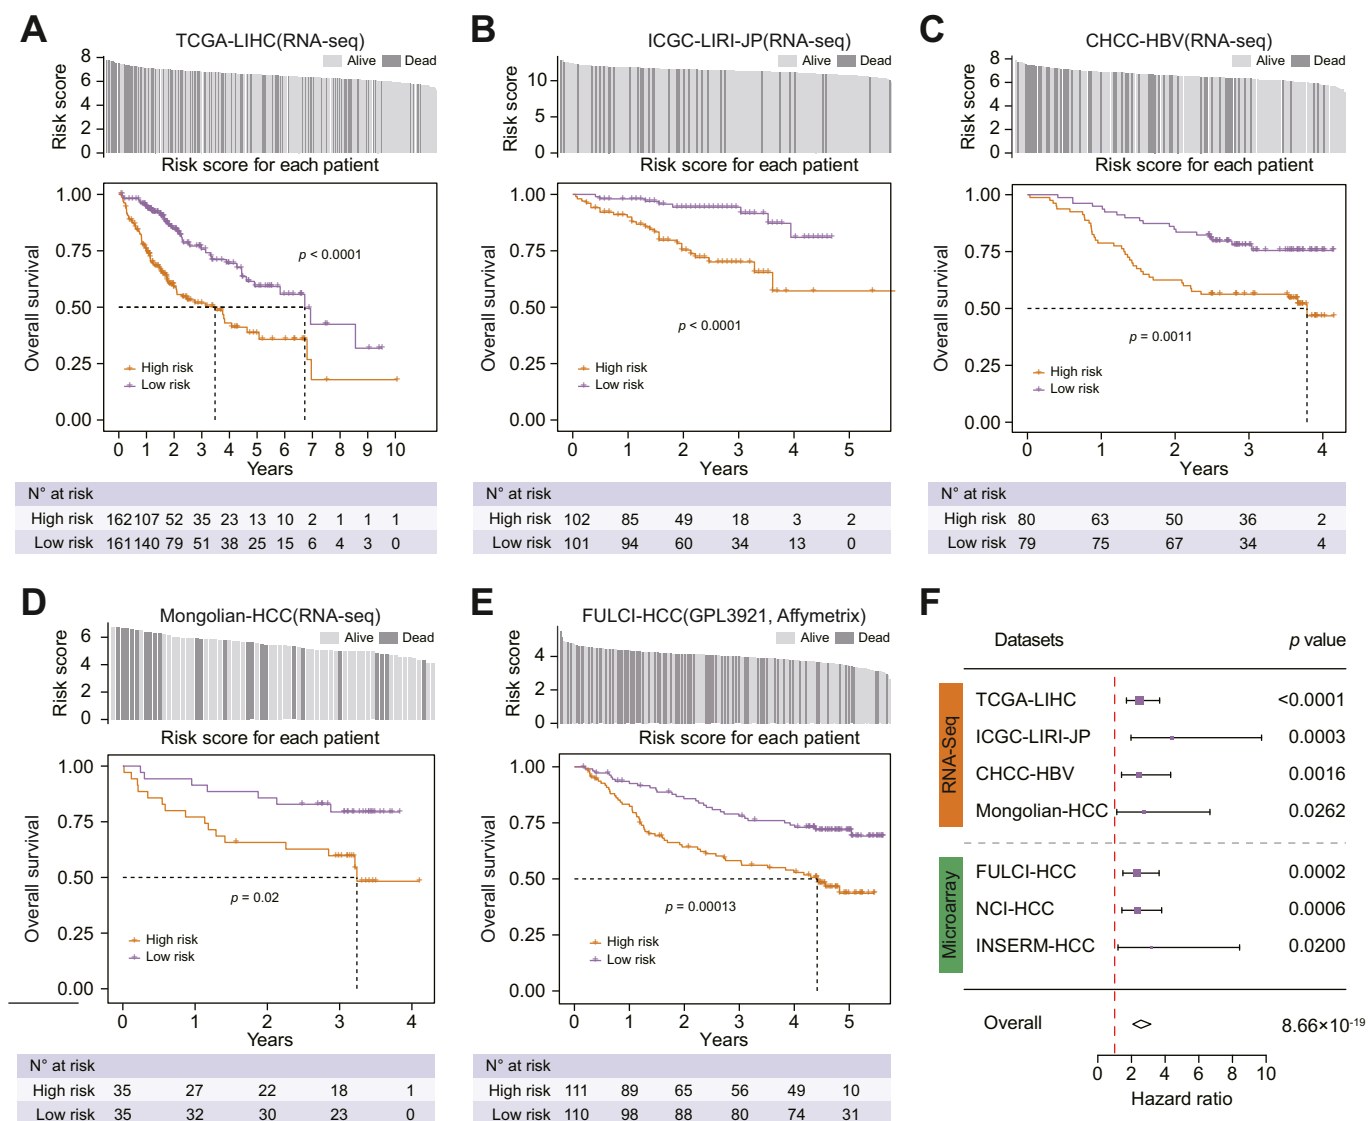 A
TCGA-LIHC(RNA-seq)
Alive Dead
Risk score
8
6
4
2
0
Risk score for each patient
Overall survival
1.00
0.75
0.50
0.25
0.00
p < 0.0001
High risk
Low risk
0 1 2 3 4 5 6 7 8 9 10
Years
N° at risk
High risk 162 107 52 35 23 13 10 2 1 1 1
Low risk 161 140 79 51 38 25 15 6 4 3 0
B
ICGC-LIRI-JP(RNA-seq)
Alive Dead
Risk score
10
5
0
Risk score for each patient
Overall survival
1.00
0.75
0.50
0.25
0.00
p < 0.0001
High risk
Low risk
0 1 2 3 4 5
Years
N° at risk
High risk 102 85 49 18 3 2
Low risk 101 94 60 34 13 0
C
CHCC-HBV(RNA-seq)
Alive Dead
Risk score
8
6
4
2
0
Risk score for each patient
Overall survival
1.00
0.75
0.50
0.25
0.00
p = 0.0011
High risk
Low risk
0 1 2 3 4
Years
N° at risk
High risk 80 63 50 36 2
Low risk 79 75 67 34 4
D
Mongolian-HCC(RNA-seq)
Alive Dead
Risk score
6
4
2
0
Risk score for each patient
Overall survival
1.00
0.75
0.50
0.25
0.00
p = 0.02
High risk
Low risk
0 1 2 3 4
Years
N° at risk
High risk 35 27 22 18 1
Low risk 35 32 30 23 0
E
FULCI-HCC(GPL3921, Affymetrix)
Alive Dead
Risk score
4
2
0
Risk score for each patient
Overall survival
1.00
0.75
0.50
0.25
0.00
p = 0.00013
High risk
Low risk
0 1 2 3 4 5
Years
N° at risk
High risk 111 89 65 56 49 10
Low risk 110 98 88 80 74 31
F
Datasets p value
RNA-Seq
TCGA-LIHC <0.0001
ICGC-LIRI-JP 0.0003
CHCC-HBV 0.0016
Mongolian-HCC 0.0262
Microarray
FULCI-HCC 0.0002
NCI-HCC 0.0006
INSERM-HCC 0.0200
Overall 8.66×10⁻¹⁹
0 2 4 6 8 10
Hazard ratio